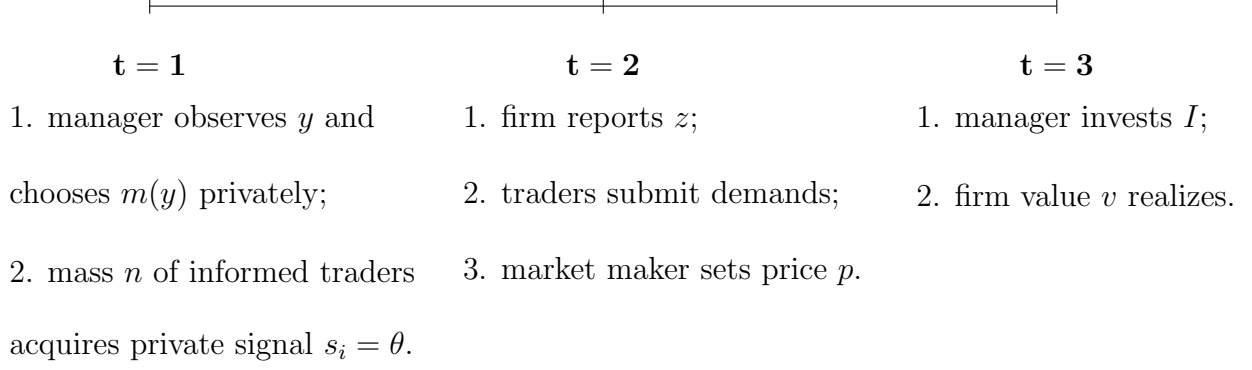 t = 1
1. manager observes y and
chooses m(y) privately;
2. mass n of informed traders
acquires private signal s_i = θ.
t = 2
1. firm reports z;
2. traders submit demands;
3. market maker sets price p.
t = 3
1. manager invests I;
2. firm value v realizes.